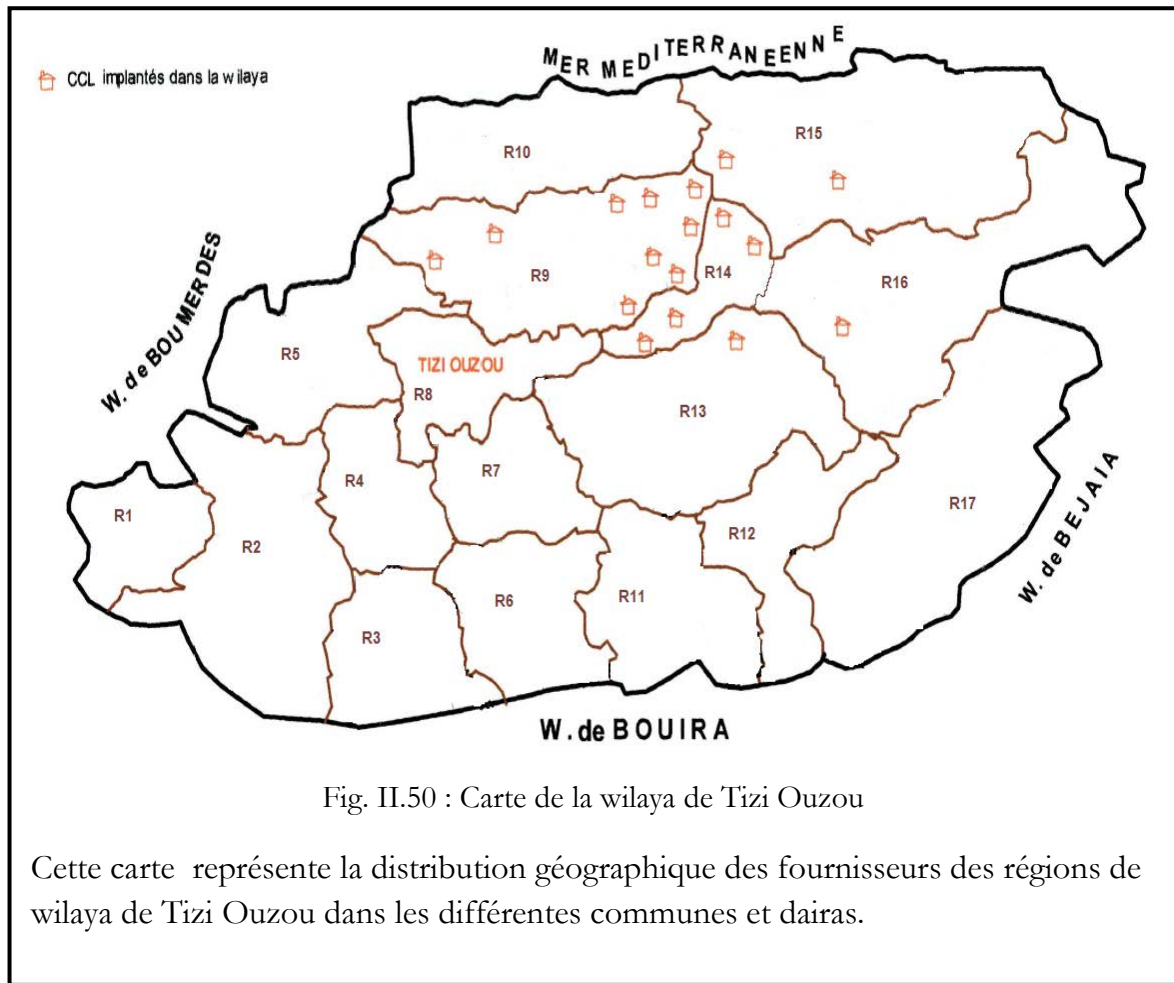 MER MEDITERRANEENNE
CCL implantés dans la wilaya
R15
R10
R9
R14
R16
W. de BOUMERDES
R5
TIZI OUZOU
R8
R13
R7
R4
R1
R2
R12
R17
W. de BEJAIA
R6
R11
R3
W. de BOUIRA
Fig. II.50 : Carte de la wilaya de Tizi Ouzou
Cette carte représente la distribution géographique des fournisseurs des régions de
wilaya de Tizi Ouzou dans les différentes communes et dairas.